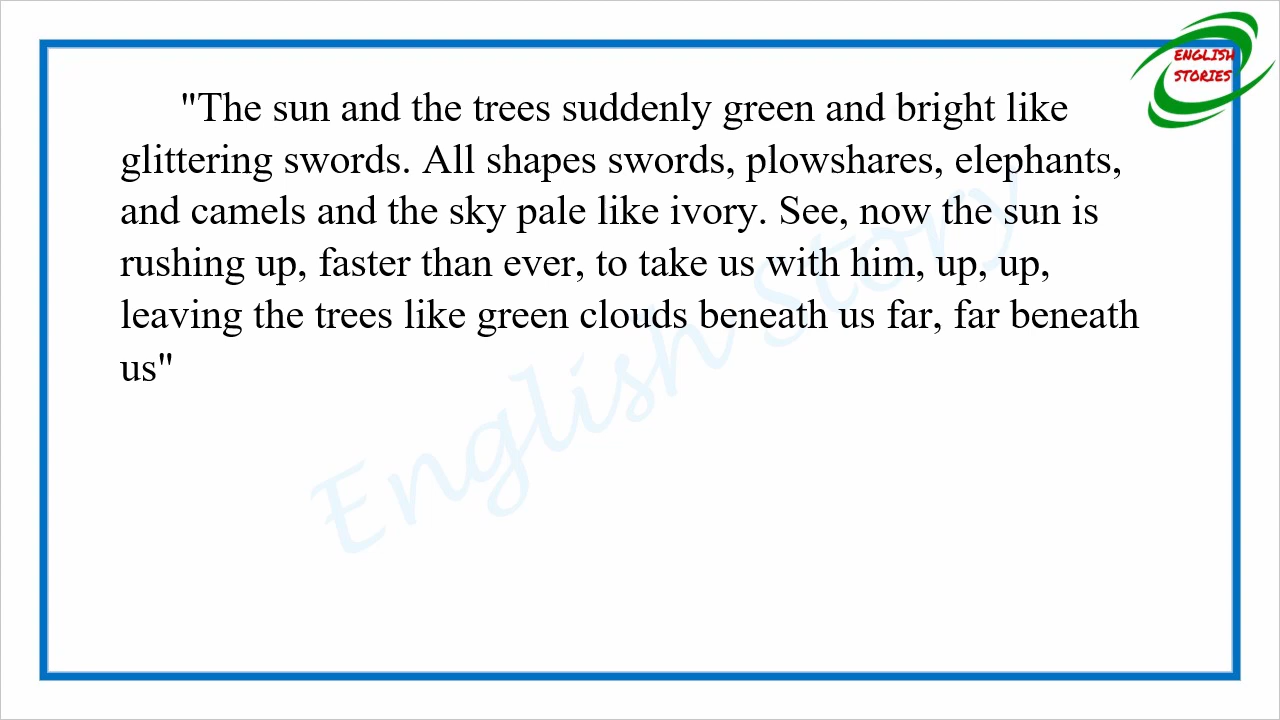 ENGLISH
STORIES
"The sun and the trees suddenly green and bright like
glittering swords. All shapes swords, plowshares, elephants,
and camels and the sky pale like ivory. See, now the sun is
rushing up, faster than ever, to take us with him, up, up,
leaving the trees like green clouds beneath us far, far beneath
us"
English Story